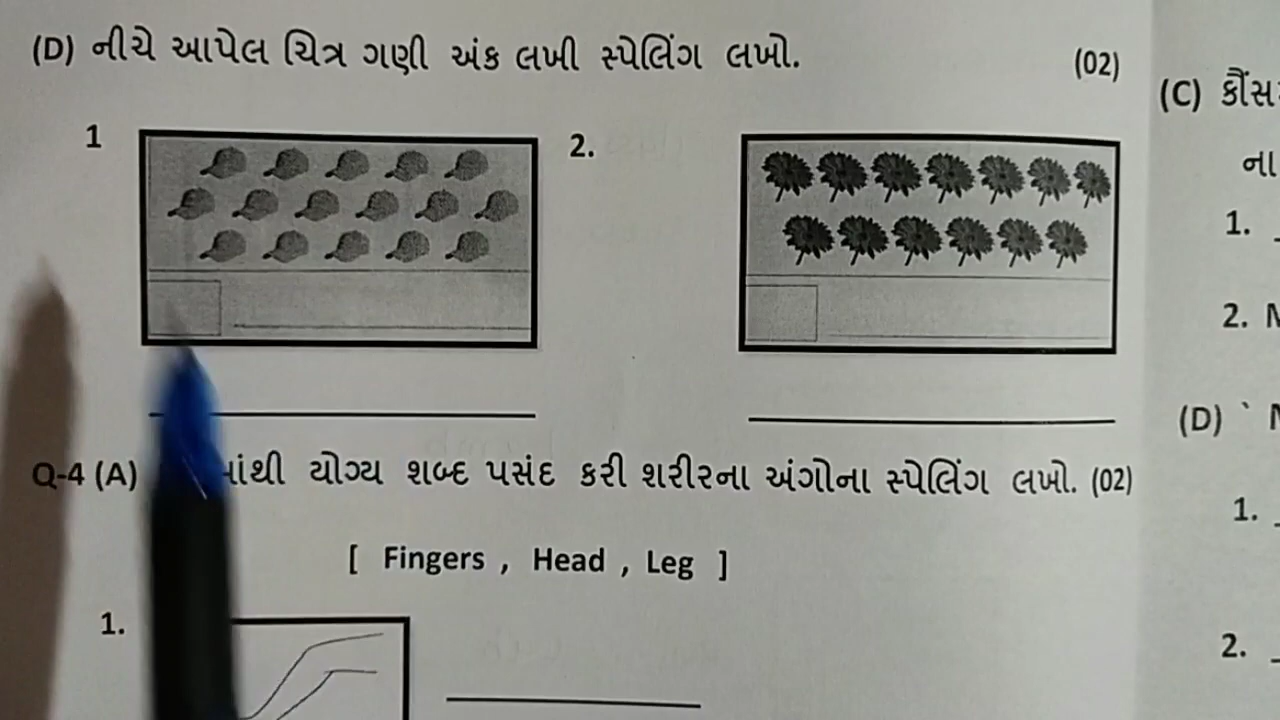 (D) નીચે આપેલ ચિત્ર ગણી અંક લખી સ્પેલિંગ લખો. (02)
1 2.
Q-4 (A) યોગ્ય શબ્દ પસંદ કરી શરીરના અંગોના સ્પેલિંગ લખો. (02)
[ Fingers , Head , Leg ]
1.
(C)
ના
1.
2.
(D) `
1.
2.